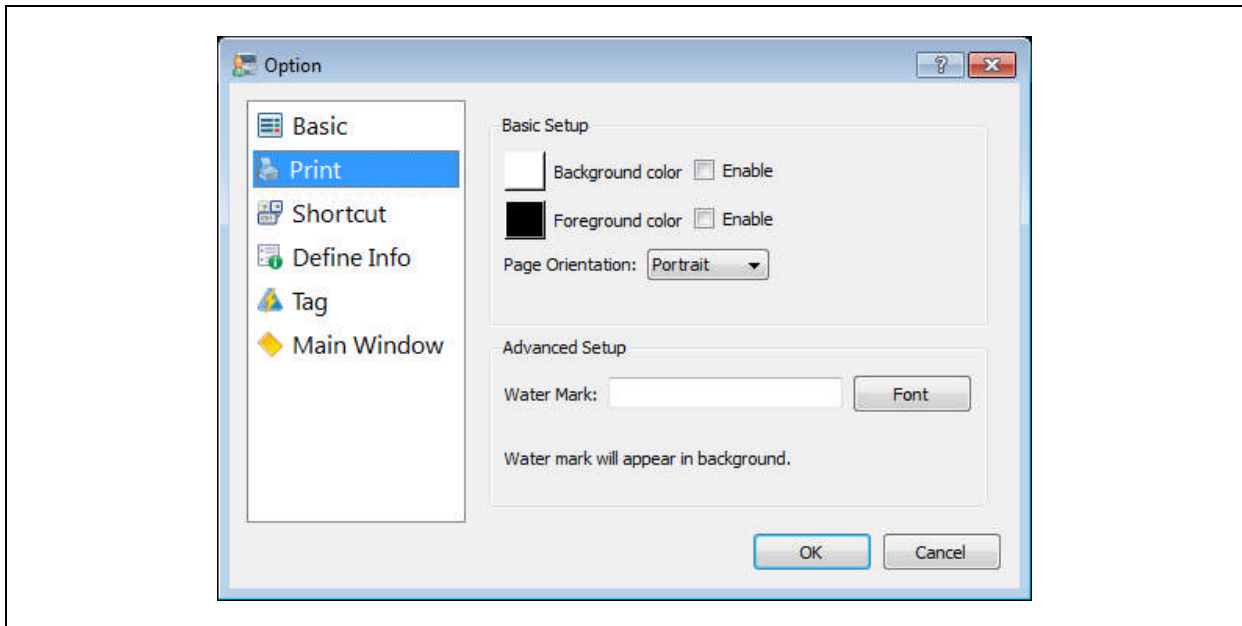 Option
Basic
Print
Shortcut
Define Info
Tag
Main Window
Basic Setup
Background color Enable
Foreground color Enable
Page Orientation: Portrait
Advanced Setup
Water Mark: Font
Water mark will appear in background.
OK Cancel